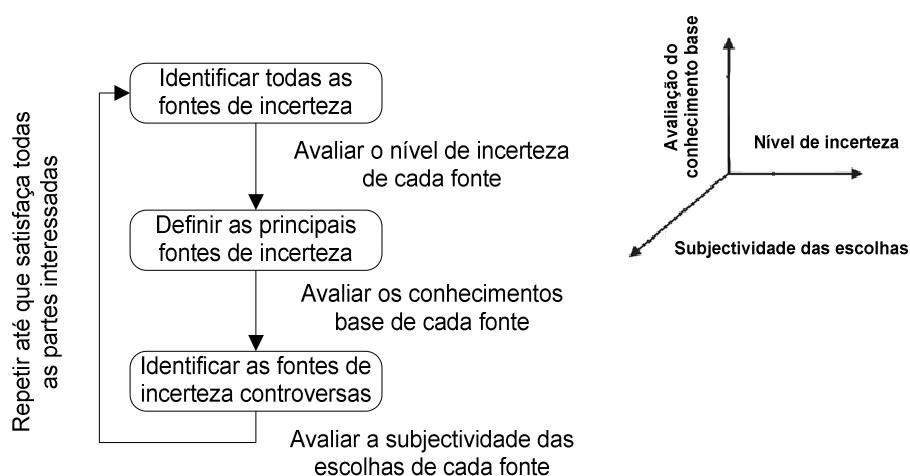 Identificar todas as
fontes de incerteza
Avaliar o nível de incerteza
de cada fonte
Definir as principais
fontes de incerteza
Avaliar os conhecimentos
base de cada fonte
Identificar as fontes de
incerteza controversas
Avaliar a subjectividade das
escolhas de cada fonte
Repetir até que satisfaça todas
as partes interessadas
Avaliação do
conhecimento base
Nível de incerteza
Subjectividade das escolhas